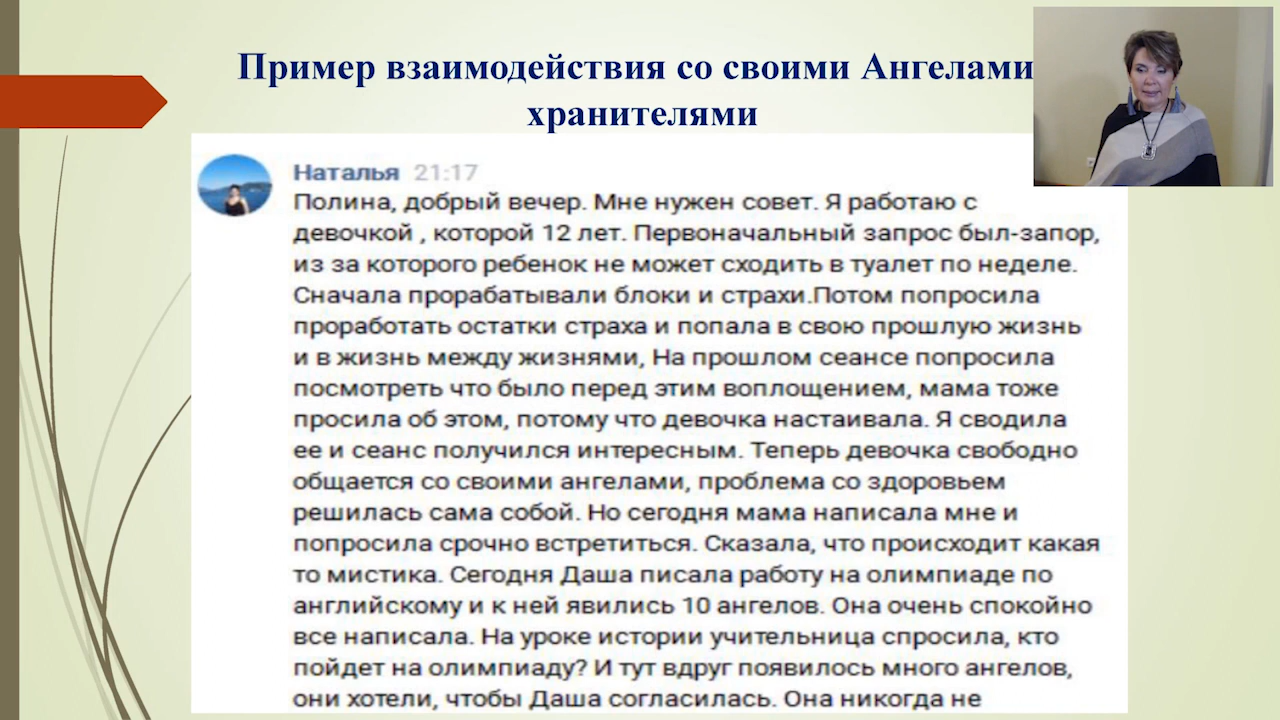 Пример взаимодействия со своими Ангелами
хранителями
Наталья 21:17
Полина, добрый вечер. Мне нужен совет. Я работаю с
девочкой , которой 12 лет. Первоначальный запрос был-запор,
из за которого ребенок не может сходить в туалет по неделе.
Сначала прорабатывали блоки и страхи.Потом попросила
проработать остатки страха и попала в свою прошлую жизнь
и в жизнь между жизнями, На прошлом сеансе попросила
посмотреть что было перед этим воплощением, мама тоже
просила об этом, потому что девочка настаивала. Я сводила
ее и сеанс получился интересным. Теперь девочка свободно
общается со своими ангелами, проблема со здоровьем
решилась сама собой. Но сегодня мама написала мне и
попросила срочно встретиться. Сказала, что происходит какая
то мистика. Сегодня Даша писала работу на олимпиаде по
английскому и к ней явились 10 ангелов. Она очень спокойно
все написала. На уроке истории учительница спросила, кто
пойдет на олимпиаду? И тут вдруг появилось много ангелов,
они хотели, чтобы Даша согласилась. Она никогда не